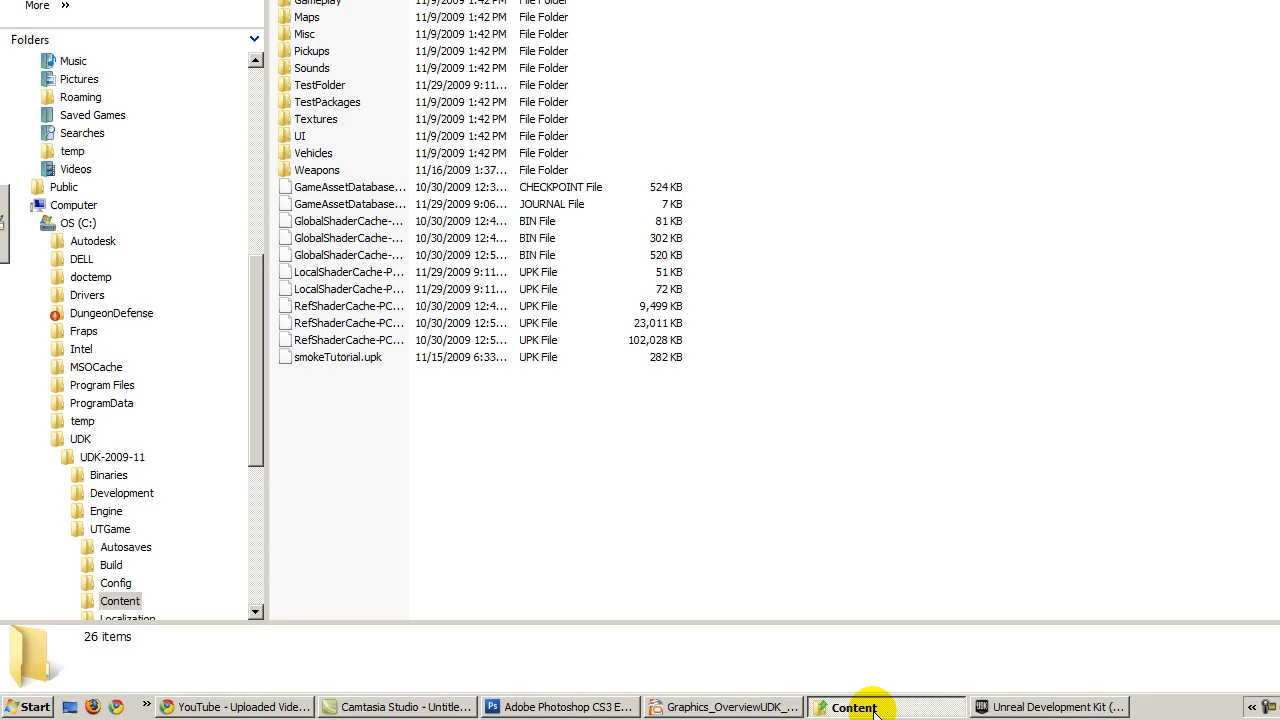 More »
Gameplay
Folders
Music
Pictures
Roaming
Saved Games
Searches
temp
Videos
Public
Computer
OS (C:)
Autodesk
DELL
doctemp
Drivers
DungeonDefense
Fraps
Intel
MSOCache
Program Files
ProgramData
temp
UDK
UDK-2009-11
Binaries
Development
Engine
UTGame
Autosaves
Build
Config
Content
Localization
11/9/2009 1:42 PM File Folder
Maps 11/9/2009 1:42 PM File Folder
Misc 11/9/2009 1:42 PM File Folder
Pickups 11/9/2009 1:42 PM File Folder
Sounds 11/9/2009 1:42 PM File Folder
TestFolder 11/29/2009 9:11... File Folder
TestPackages 11/9/2009 1:42 PM File Folder
Textures 11/9/2009 1:42 PM File Folder
UI 11/9/2009 1:42 PM File Folder
Vehicles 11/9/2009 1:42 PM File Folder
Weapons 11/16/2009 1:37... File Folder
GameAssetDatabase... 10/30/2009 12:3... CHECKPOINT File 524 KB
GameAssetDatabase... 11/29/2009 9:06... JOURNAL File 7 KB
GlobalShaderCache-... 10/30/2009 12:4... BIN File 81 KB
GlobalShaderCache-... 10/30/2009 12:4... BIN File 302 KB
GlobalShaderCache-... 10/30/2009 12:5... BIN File 520 KB
LocalShaderCache-P... 11/29/2009 9:11... UPK File 51 KB
LocalShaderCache-P... 11/29/2009 9:11... UPK File 72 KB
RefShaderCache-PC... 10/30/2009 12:4... UPK File 9,499 KB
RefShaderCache-PC... 10/30/2009 12:5... UPK File 23,011 KB
RefShaderCache-PC... 10/30/2009 12:5... UPK File 102,028 KB
smokeTutorial.upk 11/15/2009 6:33... UPK File 282 KB
26 items
Start » YouTube - Uploaded Vide... Camtasia Studio - Untitle... Ps Adobe Photoshop CS3 E... Graphics_OverviewUDK_... Content Unreal Development Kit (... «